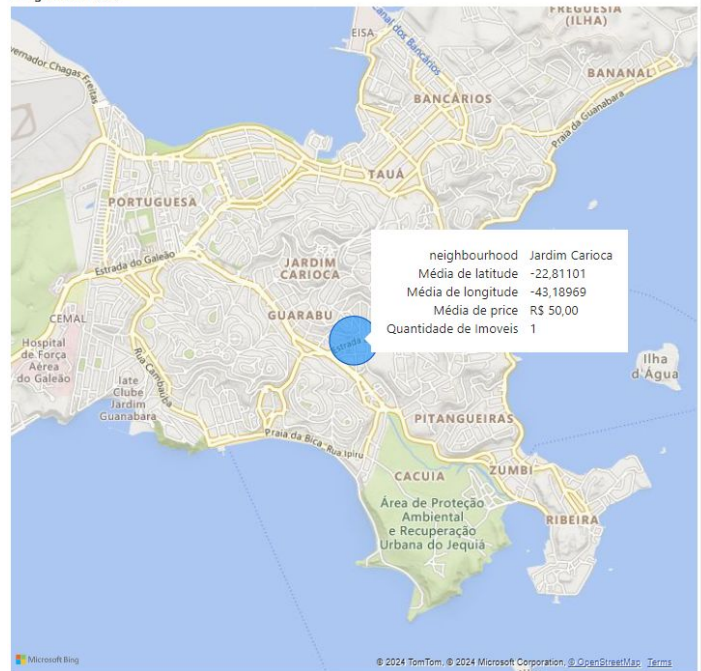 FREGUESIA
(ILHA)
EISA
Canal dos Bancários
BANANAL
BANCÁRIOS
Praia da Guanabara
TAUÁ
PORTUGUESA
Estrada do Galeão
JARDIM
CARIOCA
GUARABU
Estrada
neighbourhood Jardim Carioca
Média de latitude -22,81101
Média de longitude -43,18969
Média de price R$ 50,00
Quantidade de Imoveis 1
CEMAL
Hospital
de Força
Aérea
do Galeão
Rua Cambaúba
Iate
Clube
Jardim
Guanabara
Ilha
d'Água
PITANGUEIRAS
Praia da Bica
Rua Ipiru
CACUIA
ZUMBI
Área de Proteção
Ambiental
e Recuperação
Urbana do Jequiá
RIBEIRA
Microsoft Bing
© 2024 TomTom, © 2024 Microsoft Corporation, © OpenStreetMap Terms